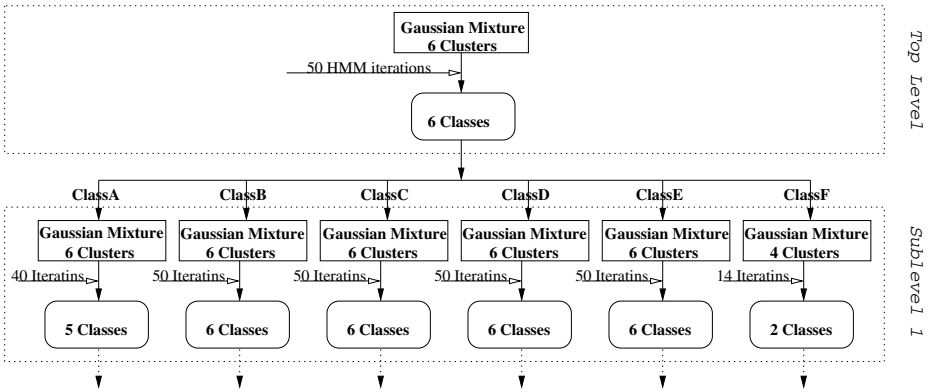 Gaussian Mixture
6 Clusters
50 HMM iterations
6 Classes
Top Level
ClassA
ClassB
ClassC
ClassD
ClassE
ClassF
Gaussian Mixture
6 Clusters
Gaussian Mixture
6 Clusters
Gaussian Mixture
6 Clusters
Gaussian Mixture
6 Clusters
Gaussian Mixture
6 Clusters
Gaussian Mixture
4 Clusters
40 Iteratins
50 Iteratins
50 Iteratins
50 Iteratins
50 Iteratins
14 Iteratins
5 Classes
6 Classes
6 Classes
6 Classes
6 Classes
2 Classes
Sublevel 1